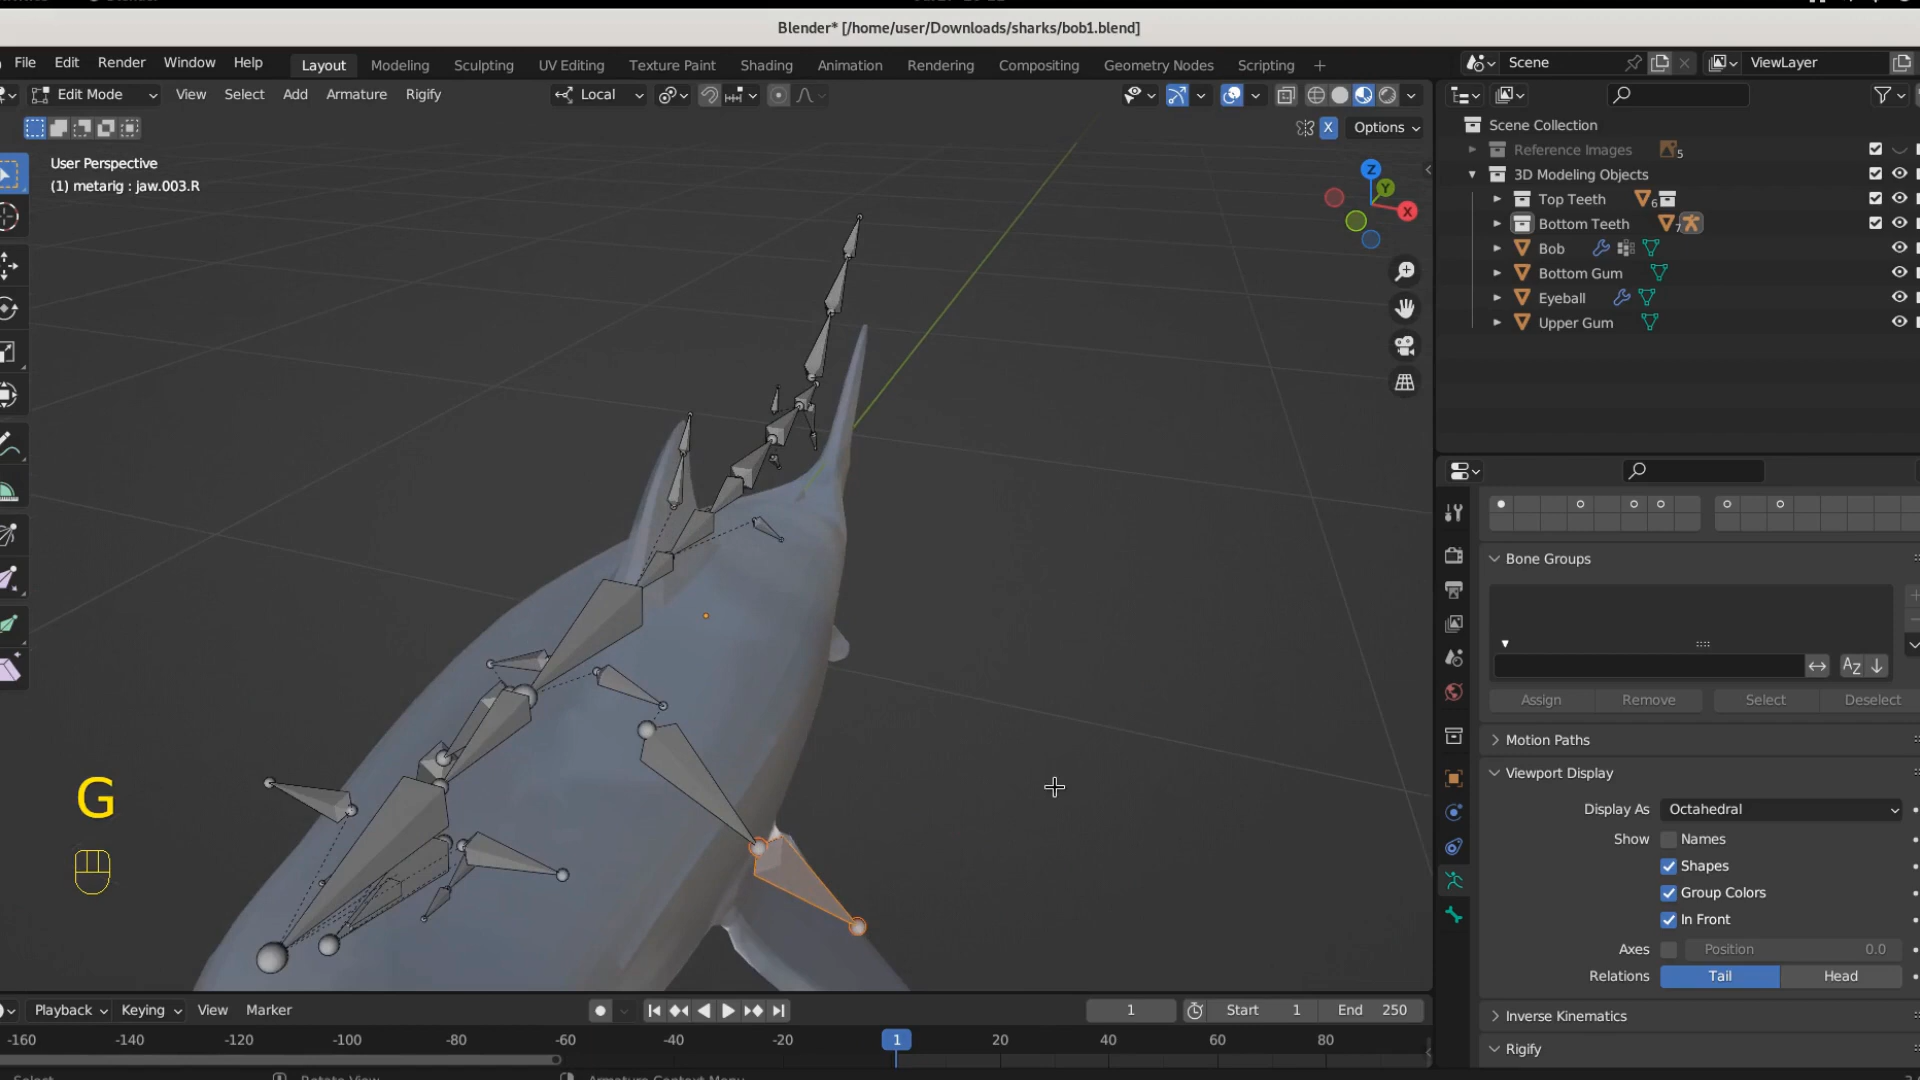 Blender* [/home/user/Downloads/sharks/bob1.blend]
File Edit Render Window Help Layout Modeling Sculpting UV Editing Texture Paint Shading Animation Rendering Compositing Geometry Nodes Scripting + Scene ViewLayer
Edit Mode View Select Add Armature Rigify Local
X Options
User Perspective
(1) metarig : jaw.003.R
Z
Y
X
Scene Collection
Reference Images 5
3D Modeling Objects
Top Teeth 6
Bottom Teeth 7
Bob
Bottom Gum
Eyeball
Upper Gum
Bone Groups
Assign Remove Select Deselect
Motion Paths
Viewport Display
Display As Octahedral
Show Names
Shapes
Group Colors
In Front
Axes Position 0.0
Relations Tail Head
Inverse Kinematics
Rigify
G
Playback Keying View Marker 1 Start 1 End 250
-160 -140 -120 -100 -80 -60 -40 -20 1 20 40 60 80